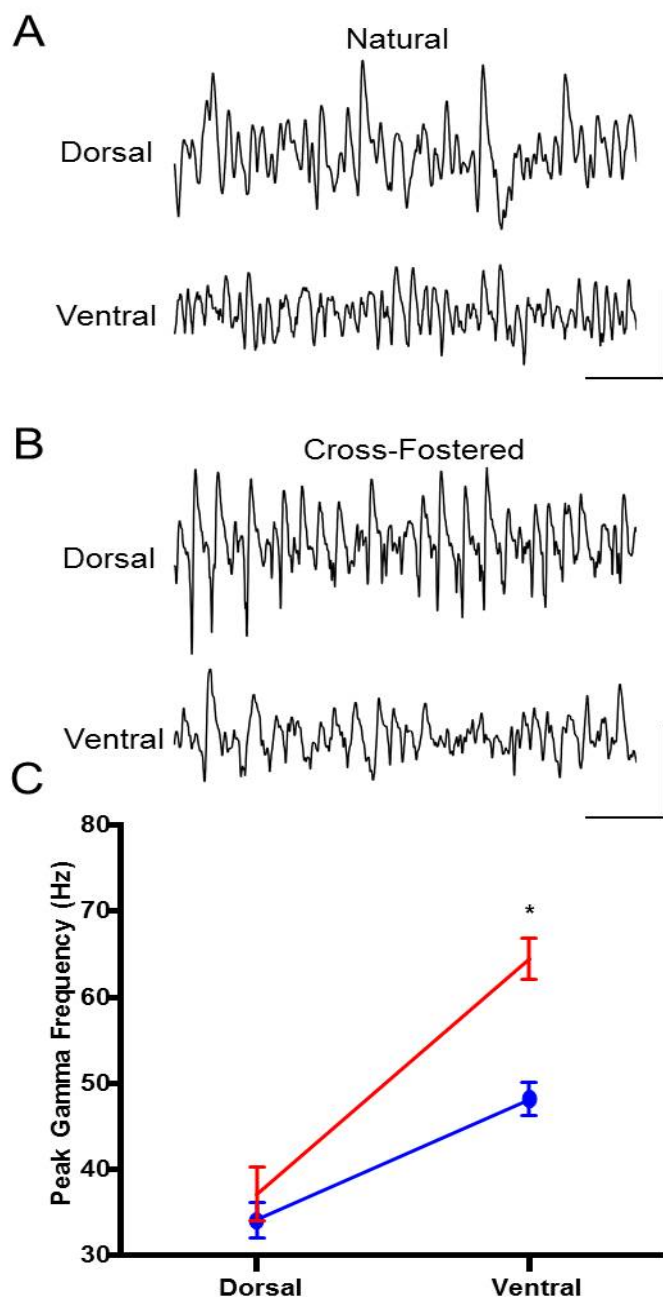 A
Natural
Dorsal
Ventral
B
Cross-Fostered
Dorsal
Ventral
C
Peak Gamma Frequency (Hz)
80
70
60
50
40
30
*
Dorsal
Ventral